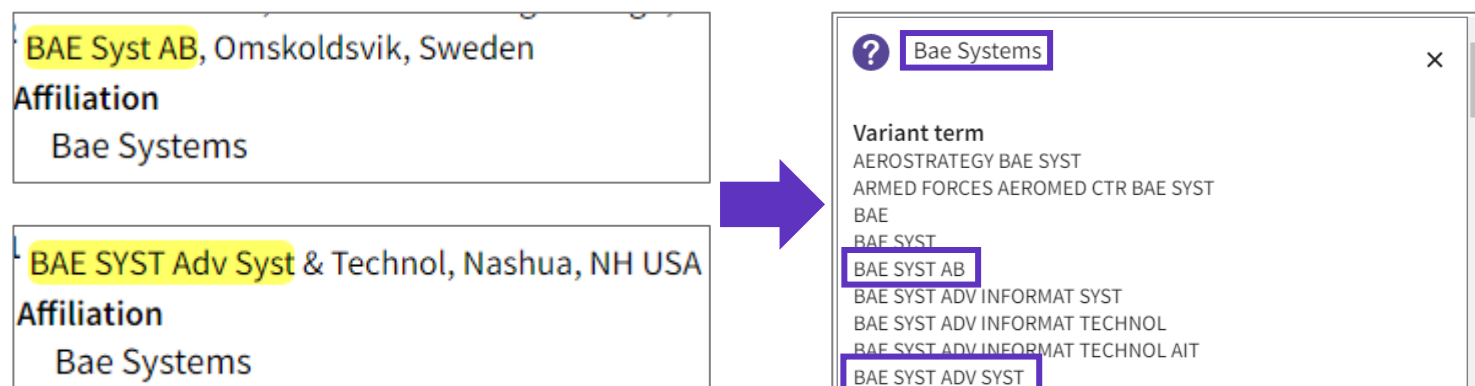 BAE Syst AB, Omskoldsvik, Sweden
Affiliation
Bae Systems
1 BAE SYST Adv Syst & Technol, Nashua, NH USA
Affiliation
Bae Systems
? Bae Systems ×
Variant term
AEROSTRATEGY BAE SYST
ARMED FORCES AEROMED CTR BAE SYST
BAE
BAE SYST
BAE SYST AB
BAE SYST ADV INFORMAT SYST
BAE SYST ADV INFORMAT TECHNOL
BAE SYST ADV INFORMAT TECHNOL AIT
BAE SYST ADV SYST